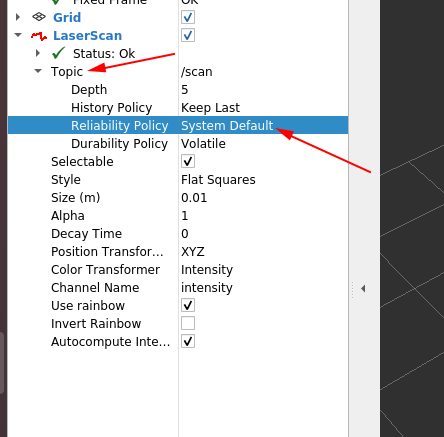 Fixed Frame OK
Grid
LaserScan
Status: Ok
Topic /scan
Depth 5
History Policy Keep Last
Reliability Policy System Default
Durability Policy Volatile
Selectable
Style Flat Squares
Size (m) 0.01
Alpha 1
Decay Time 0
Position Transfor... XYZ
Color Transformer Intensity
Channel Name intensity
Use rainbow
Invert Rainbow
Autocompute Inte...